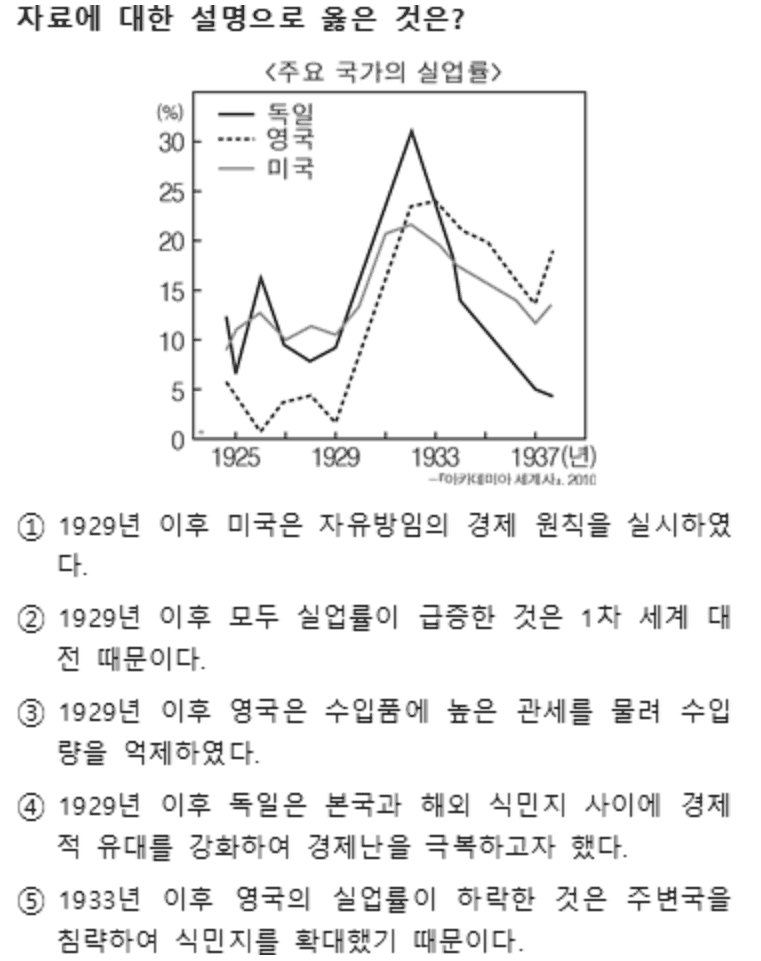 자료에 대한 설명으로 옳은 것은?
<주요 국가의 실업률>
(%)
독일
영국
미국
30
25
20
15
10
5
0
1925 1929 1933 1937(년)
-『아카데미아 세계사』, 2010
① 1929년 이후 미국은 자유방임의 경제 원칙을 실시하였
다.
② 1929년 이후 모두 실업률이 급증한 것은 1차 세계 대
전 때문이다.
③ 1929년 이후 영국은 수입품에 높은 관세를 물려 수입
량을 억제하였다.
④ 1929년 이후 독일은 본국과 해외 식민지 사이에 경제
적 유대를 강화하여 경제난을 극복하고자 했다.
⑤ 1933년 이후 영국의 실업률이 하락한 것은 주변국을
침략하여 식민지를 확대했기 때문이다.